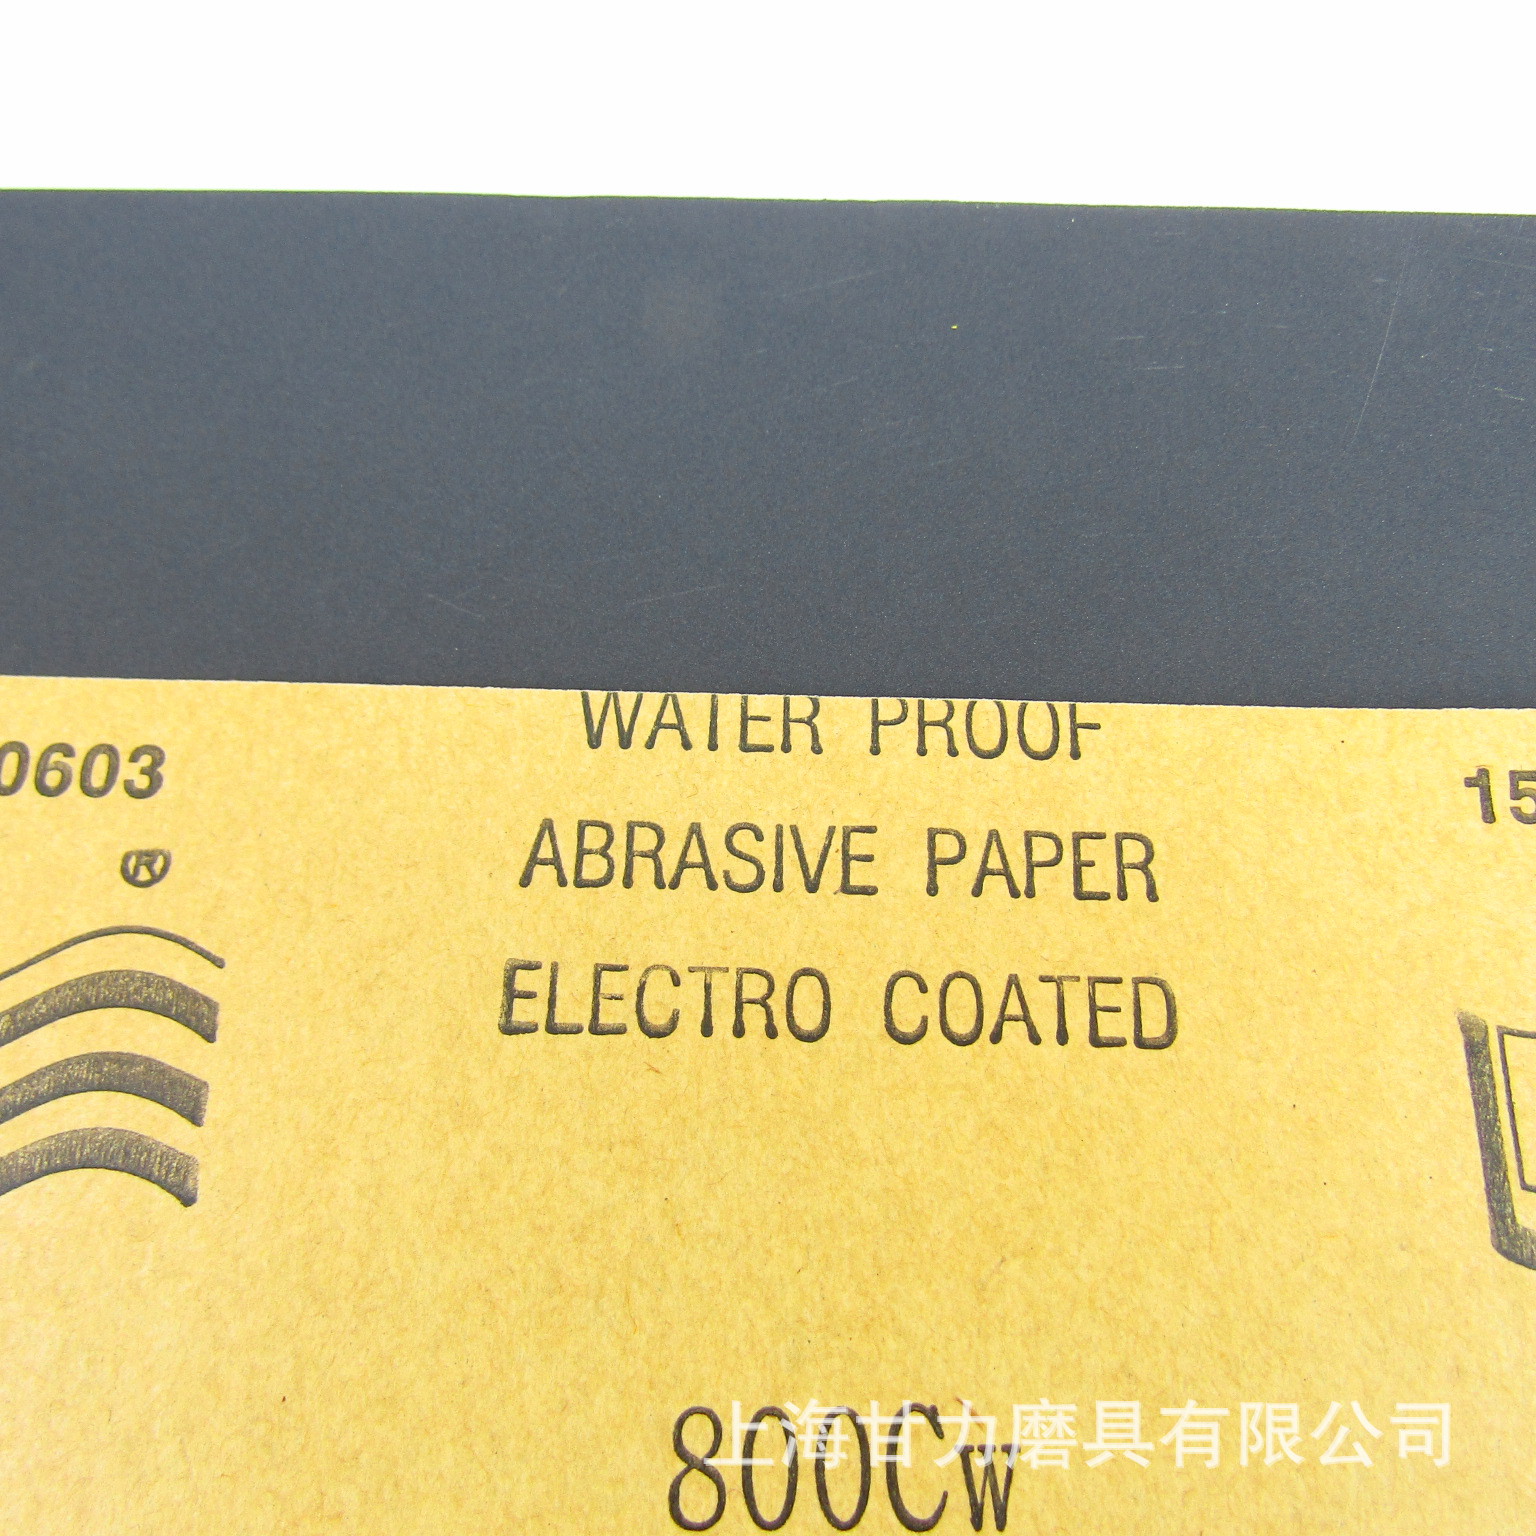 WATER PROOF
0603
15
®
ABRASIVE PAPER
ELECTRO COATED
800Cw
上海甘力磨具有限公司